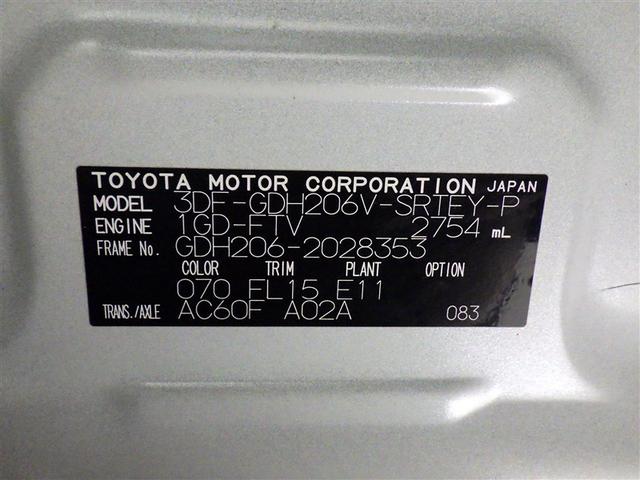 TOYOTA MOTOR CORPORATION JAPAN
MODEL 3DF-GDH206V-SRTEY-P
ENGINE 1GD-FTV 2754 mL
FRAME No. GDH206-2028353
COLOR TRIM PLANT OPTION
070 FL15 E11
TRANS./AXLE AC60F A02A 083